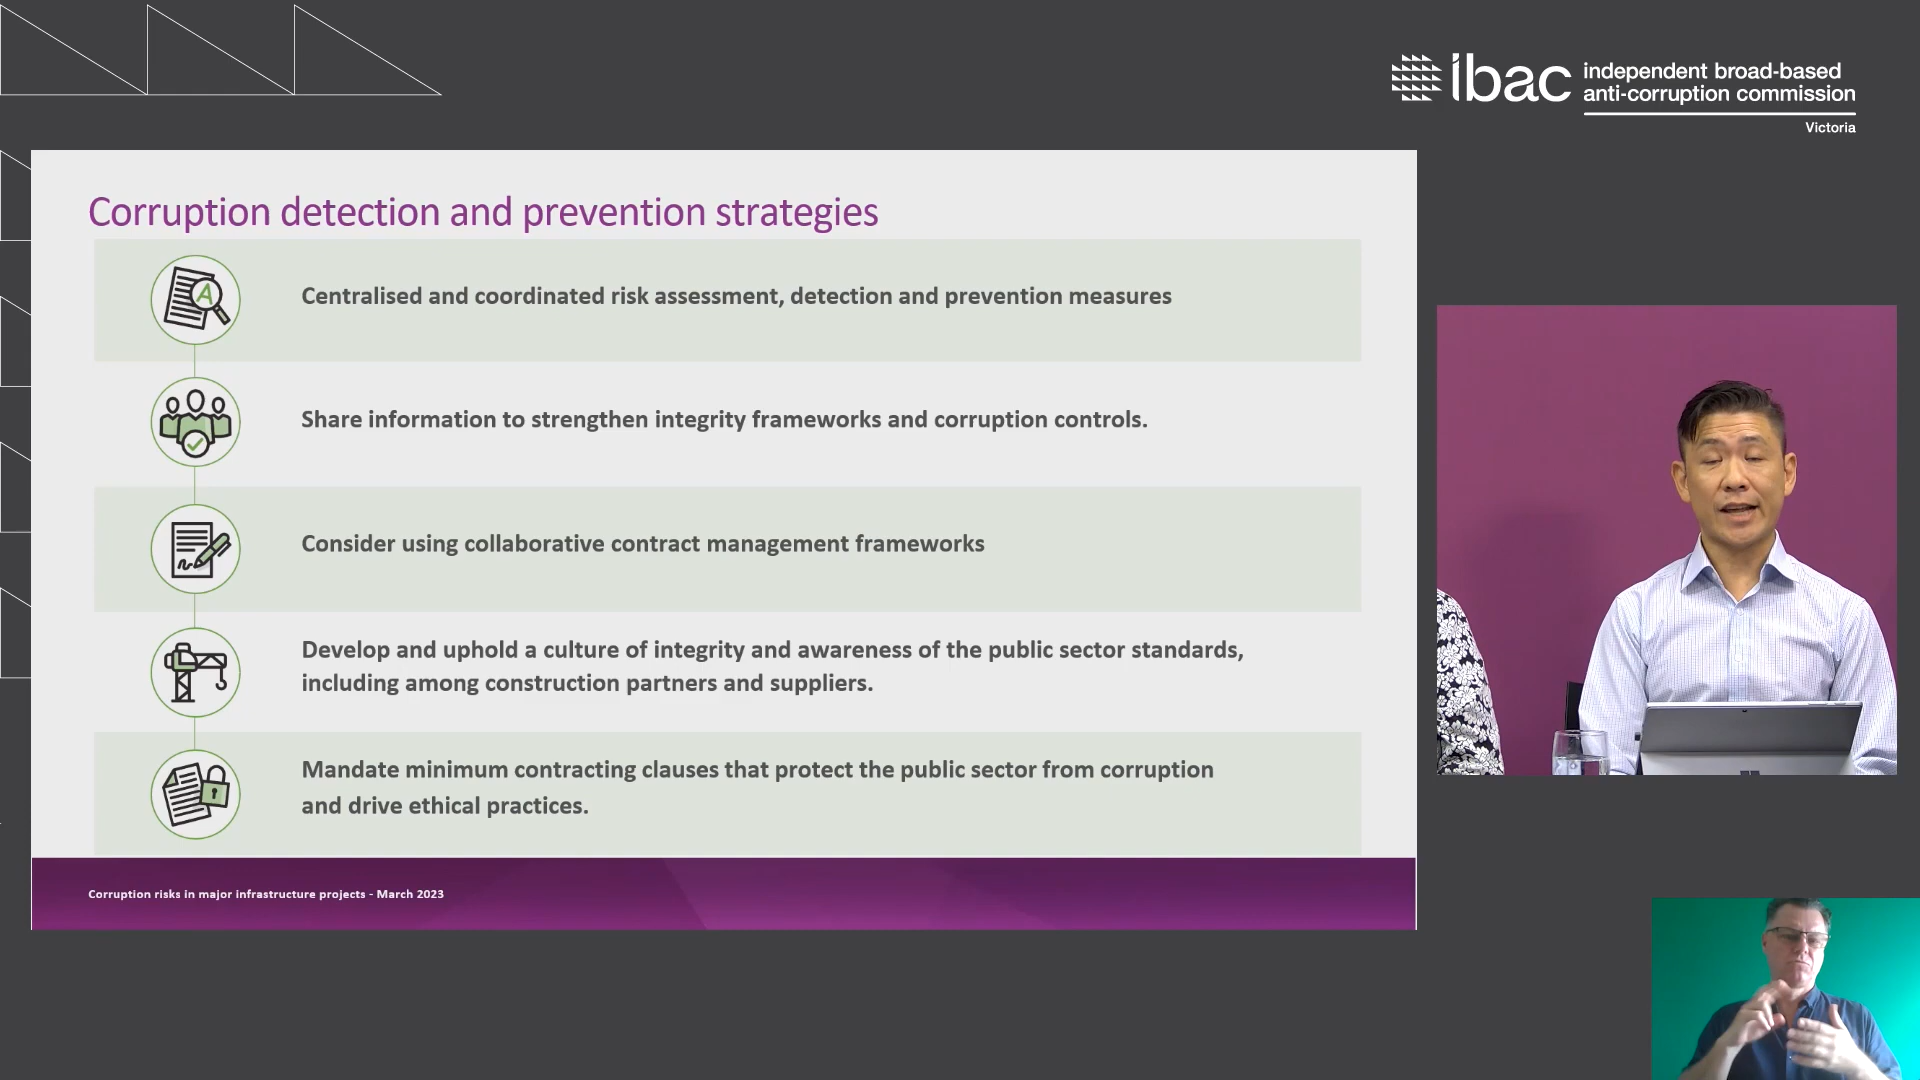 ibac independent broad-based
anti-corruption commission
Victoria
Corruption detection and prevention strategies
A
Centralised and coordinated risk assessment, detection and prevention measures
Share information to strengthen integrity frameworks and corruption controls.
Consider using collaborative contract management frameworks
Develop and uphold a culture of integrity and awareness of the public sector standards,
including among construction partners and suppliers.
Mandate minimum contracting clauses that protect the public sector from corruption
and drive ethical practices.
Corruption risks in major infrastructure projects - March 2023